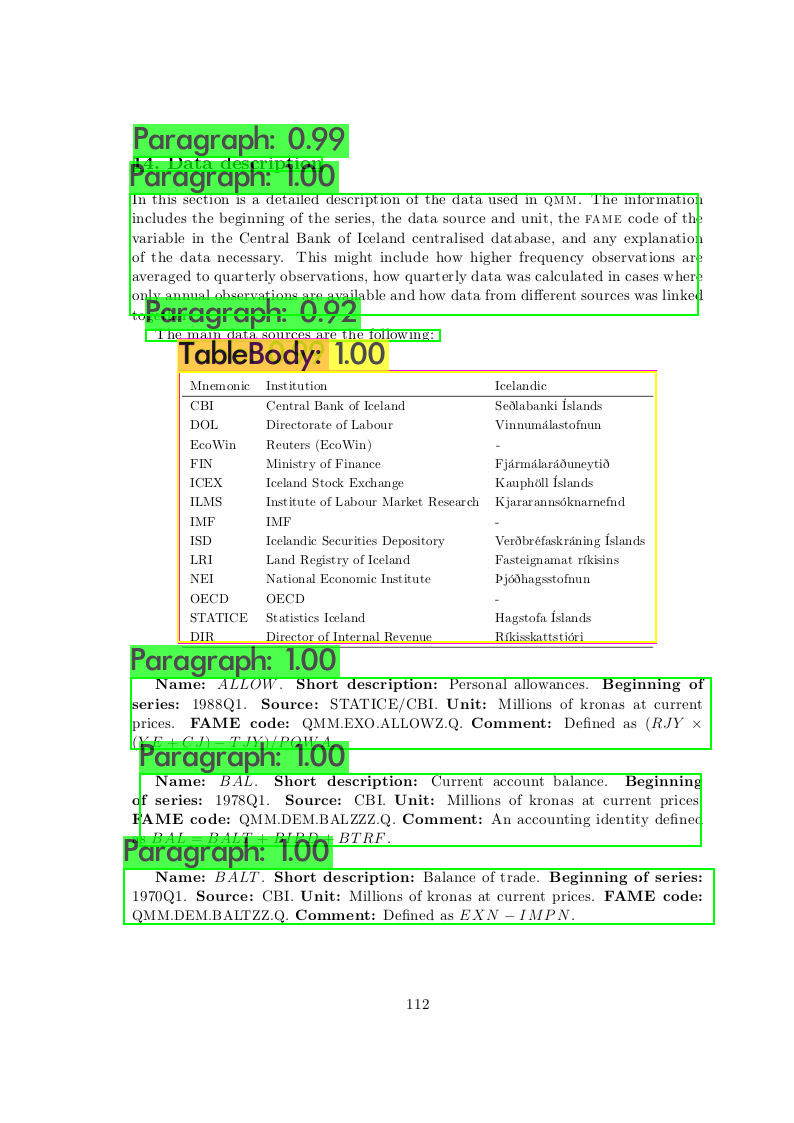 Paragraph: 0.99
14. Data description
Paragraph: 1.00
In this section is a detailed description of the data used in QMM. The information
includes the beginning of the series, the data source and unit, the FAME code of the
variable in the Central Bank of Iceland centralised database, and any explanation
of the data necessary. This might include how higher frequency observations are
averaged to quarterly observations, how quarterly data was calculated in cases where
only annual observations are available and how data from different sources was linked
Paragraph: 0.92
The main data sources are the following:
TableBody: 1.00
Mnemonic Institution Icelandic
CBI Central Bank of Iceland Seðlabanki Íslands
DOL Directorate of Labour Vinnumálastofnun
EcoWin Reuters (EcoWin) -
FIN Ministry of Finance Fjármálaráðuneytið
ICEX Iceland Stock Exchange Kauphöll Íslands
ILMS Institute of Labour Market Research Kjararannsóknarnefnd
IMF IMF -
ISD Icelandic Securities Depository Verðbréfaskráning Íslands
LRI Land Registry of Iceland Fasteignamat ríkisins
NEI National Economic Institute Þjóðhagsstofnun
OECD OECD -
STATICE Statistics Iceland Hagstofa Íslands
DIR Director of Internal Revenue Ríkisskattstjóri
Paragraph: 1.00
Name: ALLOW. Short description: Personal allowances. Beginning of
series: 1988Q1. Source: STATICE/CBI. Unit: Millions of kronas at current
prices. FAME code: QMM.EXO.ALLOWZ.Q. Comment: Defined as (RJY ×
(YE + CJ) − TJY)/POWA.
Paragraph: 1.00
Name: BAL. Short description: Current account balance. Beginning
of series: 1978Q1. Source: CBI. Unit: Millions of kronas at current prices.
FAME code: QMM.DEM.BALZZZ.Q. Comment: An accounting identity defined
as BAL = BALT + BIPD + BTRF.
Paragraph: 1.00
Name: BALT. Short description: Balance of trade. Beginning of series:
1970Q1. Source: CBI. Unit: Millions of kronas at current prices. FAME code:
QMM.DEM.BALTZZ.Q. Comment: Defined as EXN − IMPN.
112